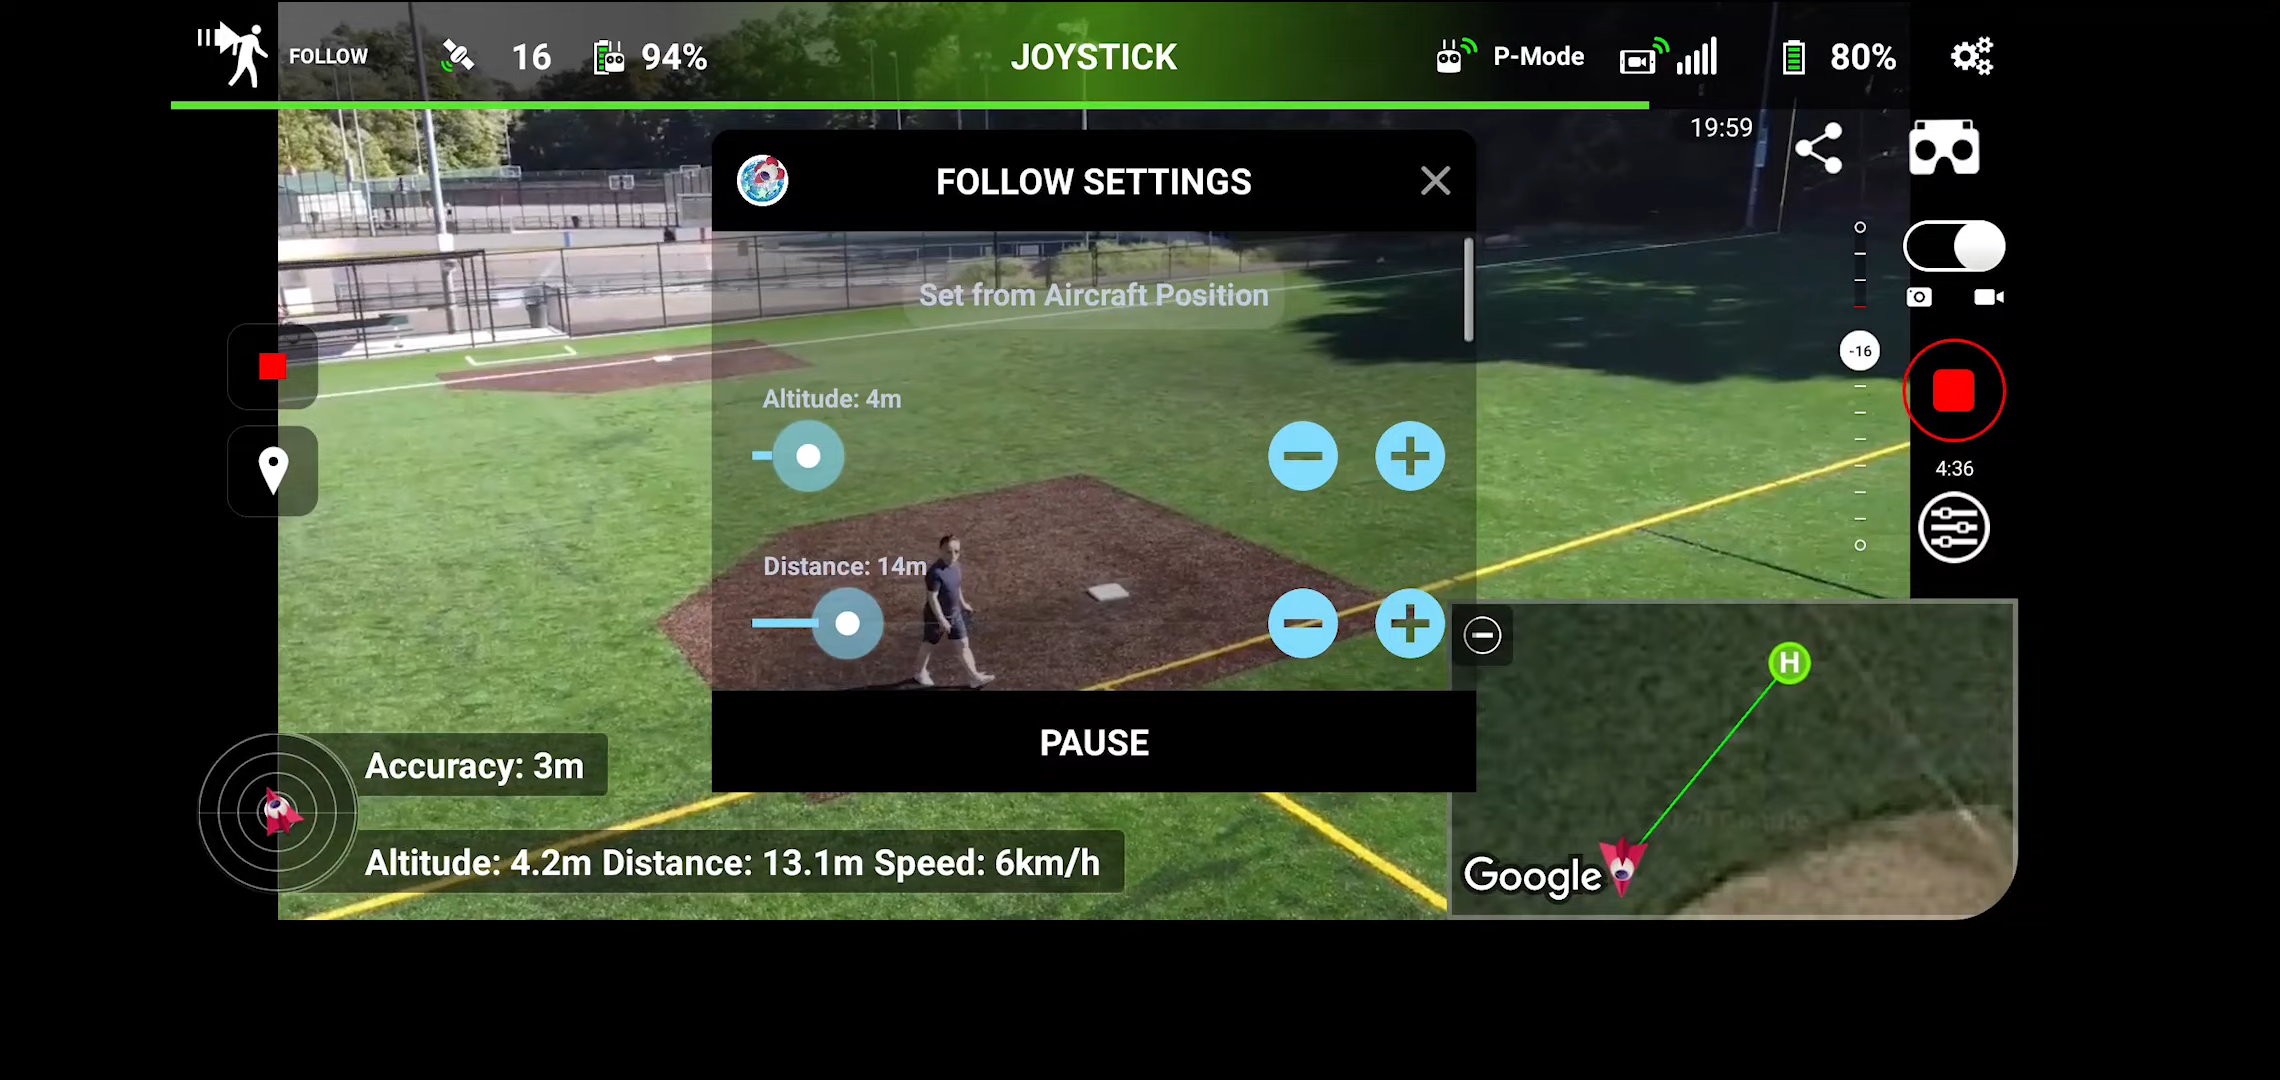 FOLLOW
16
94%
JOYSTICK
P-Mode
80%
19:59
FOLLOW SETTINGS
Set from Aircraft Position
Altitude: 4m
-16
4:36
Distance: 14m
H
PAUSE
Accuracy: 3m
Altitude: 4.2m Distance: 13.1m Speed: 6km/h
Google